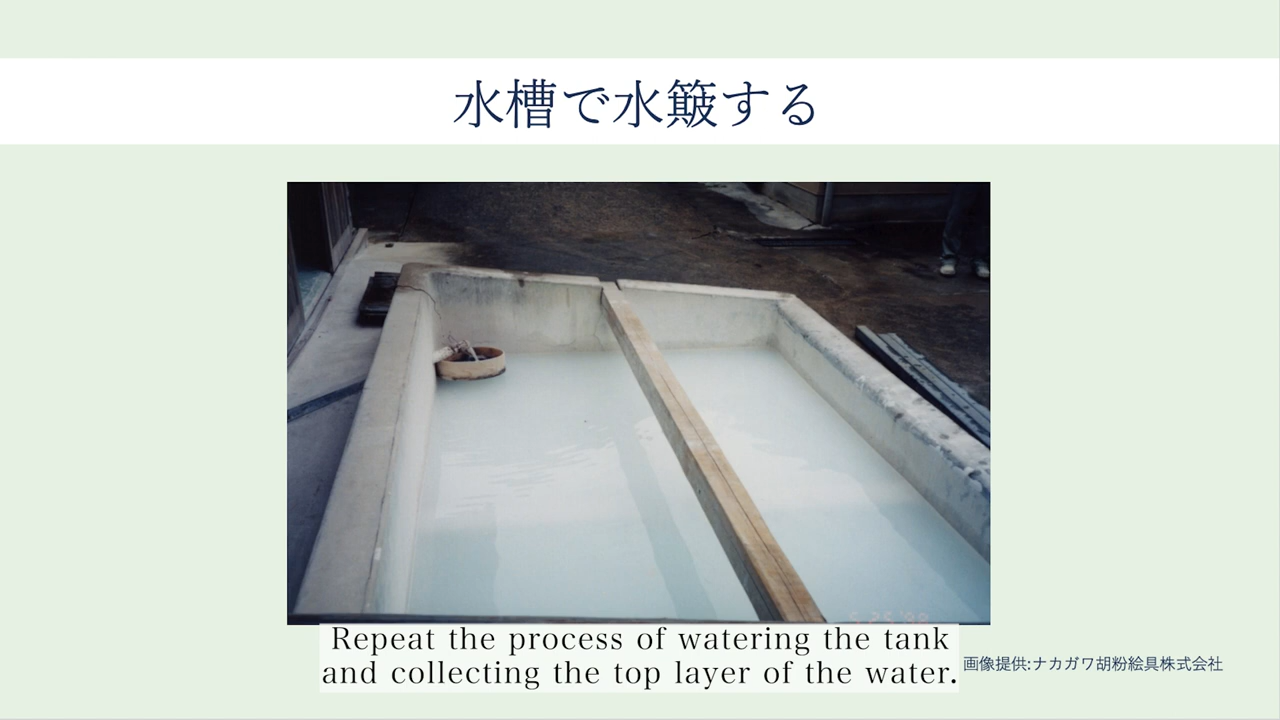 水槽で水簸する
Repeat the process of watering the tank
and collecting the top layer of the water.
画像提供:ナカガワ胡粉絵具株式会社